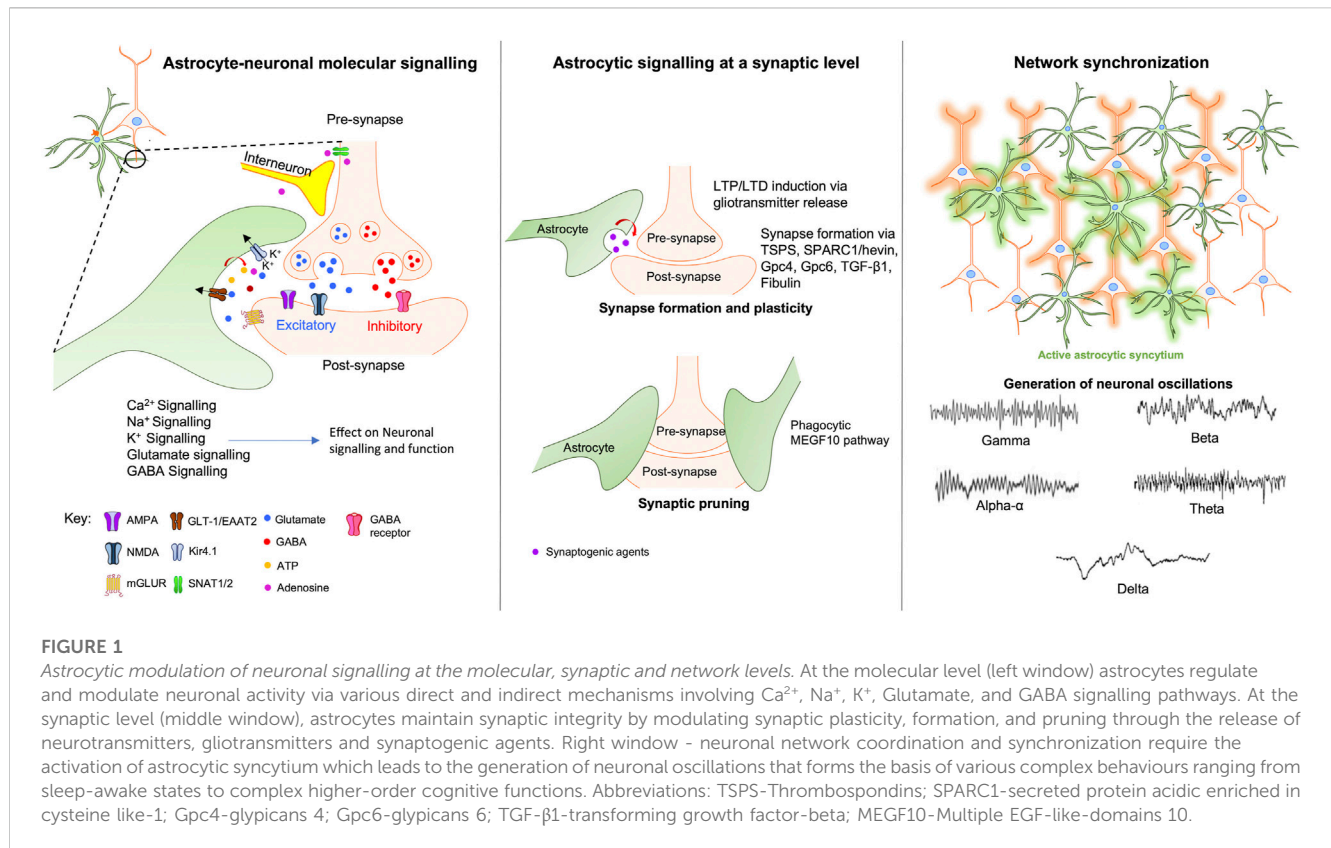 Astrocyte-neuronal molecular signalling
Pre-synapse
Interneuron
K⁺
K⁺
Excitatory
Inhibitory
Post-synapse
Ca²⁺ Signalling
Na⁺ Signalling
K⁺ Signalling
Glutamate signalling
GABA Signalling
Effect on Neuronal
signalling and function
Key:
AMPA
GLT-1/EAAT2
Glutamate
GABA
receptor
NMDA
Kir4.1
GABA
ATP
mGLUR
SNAT1/2
Adenosine
Astrocytic signalling at a synaptic level
LTP/LTD induction via
gliotransmitter release
Astrocyte
Pre-synapse
Post-synapse
Synapse formation via
TSPS, SPARC1/hevin,
Gpc4, Gpc6, TGF-β1,
Fibulin
Synapse formation and plasticity
Astrocyte
Pre-synapse
Post-synapse
Phagocytic
MEGF10 pathway
Synaptic pruning
Synaptogenic agents
Network synchronization
Active astrocytic syncytium
Generation of neuronal oscillations
Gamma
Beta
Alpha-α
Theta
Delta
FIGURE 1
Astrocytic modulation of neuronal signalling at the molecular, synaptic and network levels. At the molecular level (left window) astrocytes regulate
and modulate neuronal activity via various direct and indirect mechanisms involving Ca²⁺, Na⁺, K⁺, Glutamate, and GABA signalling pathways. At the
synaptic level (middle window), astrocytes maintain synaptic integrity by modulating synaptic plasticity, formation, and pruning through the release of
neurotransmitters, gliotransmitters and synaptogenic agents. Right window - neuronal network coordination and synchronization require the
activation of astrocytic syncytium which leads to the generation of neuronal oscillations that forms the basis of various complex behaviours ranging from
sleep-awake states to complex higher-order cognitive functions. Abbreviations: TSPS-Thrombospondins; SPARC1-secreted protein acidic enriched in
cysteine like-1; Gpc4-glypicans 4; Gpc6-glypicans 6; TGF-β1-transforming growth factor-beta; MEGF10-Multiple EGF-like-domains 10.